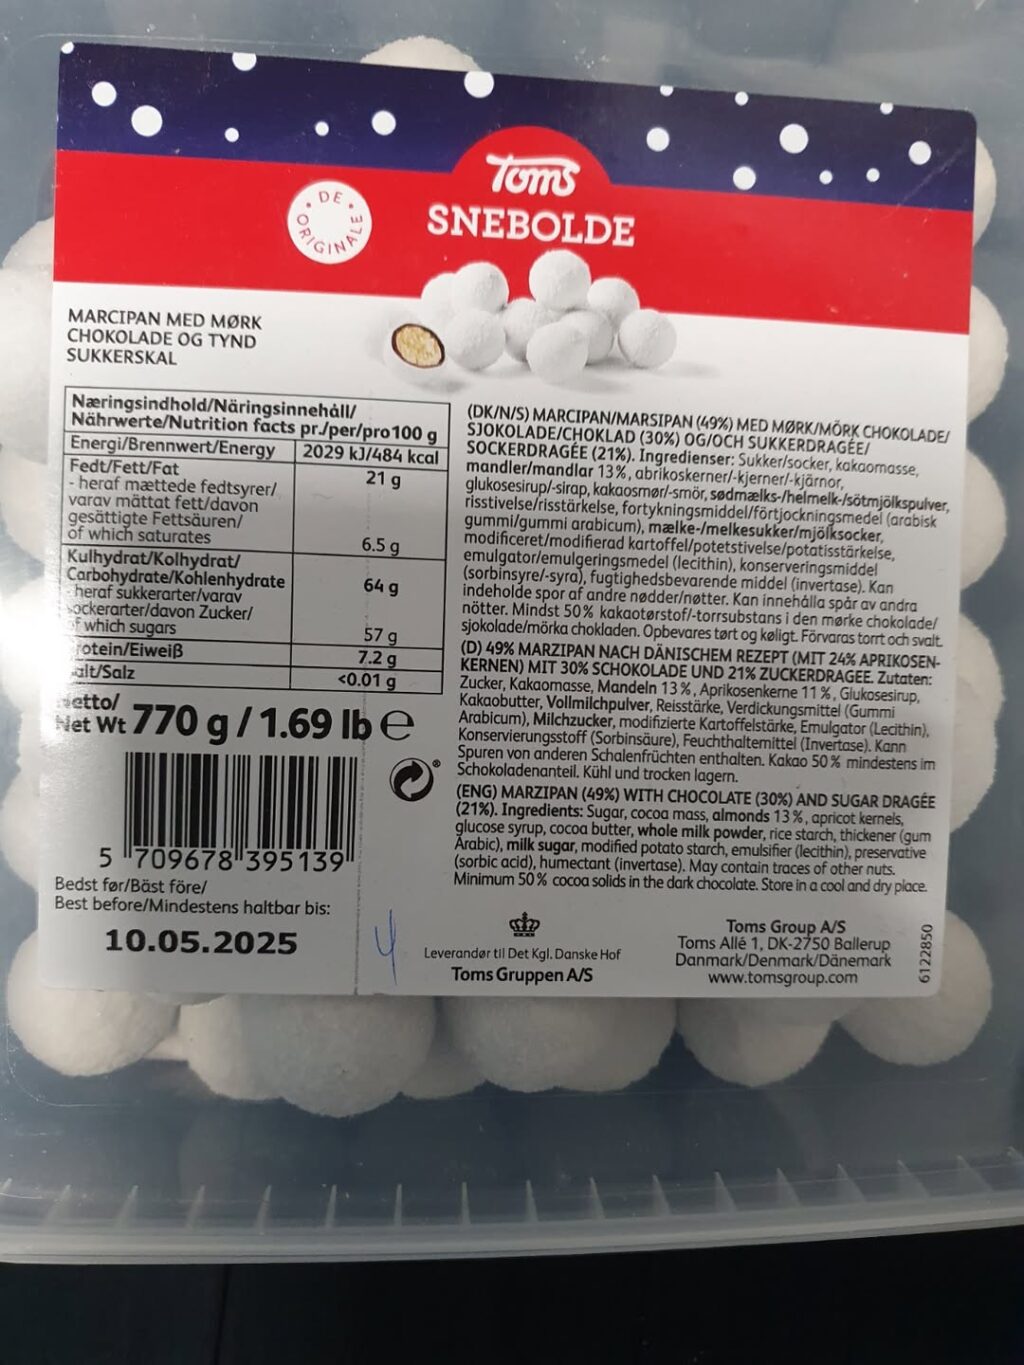 Toms
SNEBOLDE
DE ORIGINALE
MARCIPAN MED MØRK
CHOKOLADE OG TYND
SUKKERSKAL
Næringsindhold/Näringsinnehåll/
Nährwerte/Nutrition facts pr./per/pro100 g
Energi/Brennwert/Energy 2029 kJ/484 kcal
Fedt/Fett/Fat 21 g
- heraf mættede fedtsyrer/
varav mättat fett/davon
gesättigte Fettsäuren/
of which saturates 6.5 g
Kulhydrat/Kolhydrat/
Carbohydrate/Kohlenhydrate 64 g
heraf sukkerarter/varav
ockerarter/davon Zucker/
f which sugars 57 g
rotein/Eiweiß 7.2 g
alt/Salz <0.01 g
etto/
Net Wt 770 g / 1.69 lb e
5 709678 395139
Bedst før/Bäst före/
Best before/Mindestens haltbar bis:
10.05.2025
4
(DK/N/S) MARCIPAN/MARSIPAN (49%) MED MØRK/MÖRK CHOKOLADE/
SJOKOLADE/CHOKLAD (30%) OG/OCH SUKKERDRAGÉE/
SOCKERDRAGÉE (21%). Ingredienser: Sukker/socker, kakaomasse,
mandler/mandlar 13%, abrikoskerner/-kjerner/-kjärnor,
glukosesirup/-sirap, kakaosmør/-smör, sødmælks-/helmelk-/sötmjölkspulver,
risstivelse/risstärkelse, fortykningsmiddel/förtjockningsmedel (arabisk
gummi/gummi arabicum), mælke-/melkesukker/mjölksocker,
modificeret/modifierad kartoffel/potetstivelse/potatisstärkelse,
emulgator/emulgeringsmedel (lecithin), konserveringsmiddel
(sorbinsyre/-syra), fugtighedsbevarende middel (invertase). Kan
indeholde spor af andre nødder/nøtter. Kan innehålla spår av andra
nötter. Mindst 50% kakaotørstof/-torrsubstans i den mørke chokolade/
sjokolade/mörka chokladen. Opbevares tørt og køligt. Förvaras torrt och svalt.
(D) 49% MARZIPAN NACH DÄNISCHEM REZEPT (MIT 24% APRIKOSEN-
KERNEN) MIT 30% SCHOKOLADE UND 21% ZUCKERDRAGEE. Zutaten:
Zucker, Kakaomasse, Mandeln 13%, Aprikosenkerne 11%, Glukosesirup,
Kakaobutter, Vollmilchpulver, Reisstärke, Verdickungsmittel (Gummi
Arabicum), Milchzucker, modifizierte Kartoffelstärke, Emulgator (Lecithin),
Konservierungsstoff (Sorbinsäure), Feuchthaltemittel (Invertase). Kann
Spuren von anderen Schalenfrüchten enthalten. Kakao 50% mindestens im
Schokoladenanteil. Kühl und trocken lagern.
(ENG) MARZIPAN (49%) WITH CHOCOLATE (30%) AND SUGAR DRAGÉE
(21%). Ingredients: Sugar, cocoa mass, almonds 13%, apricot kernels,
glucose syrup, cocoa butter, whole milk powder, rice starch, thickener (gum
Arabic), milk sugar, modified potato starch, emulsifier (lecithin), preservative
(sorbic acid), humectant (invertase). May contain traces of other nuts.
Minimum 50% cocoa solids in the dark chocolate. Store in a cool and dry place.
Leverandør til Det Kgl. Danske Hof
Toms Gruppen A/S
Toms Group A/S
Toms Allé 1, DK-2750 Ballerup
Danmark/Denmark/Dänemark
www.tomsgroup.com
6122850